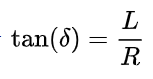 tan(δ) = L/R